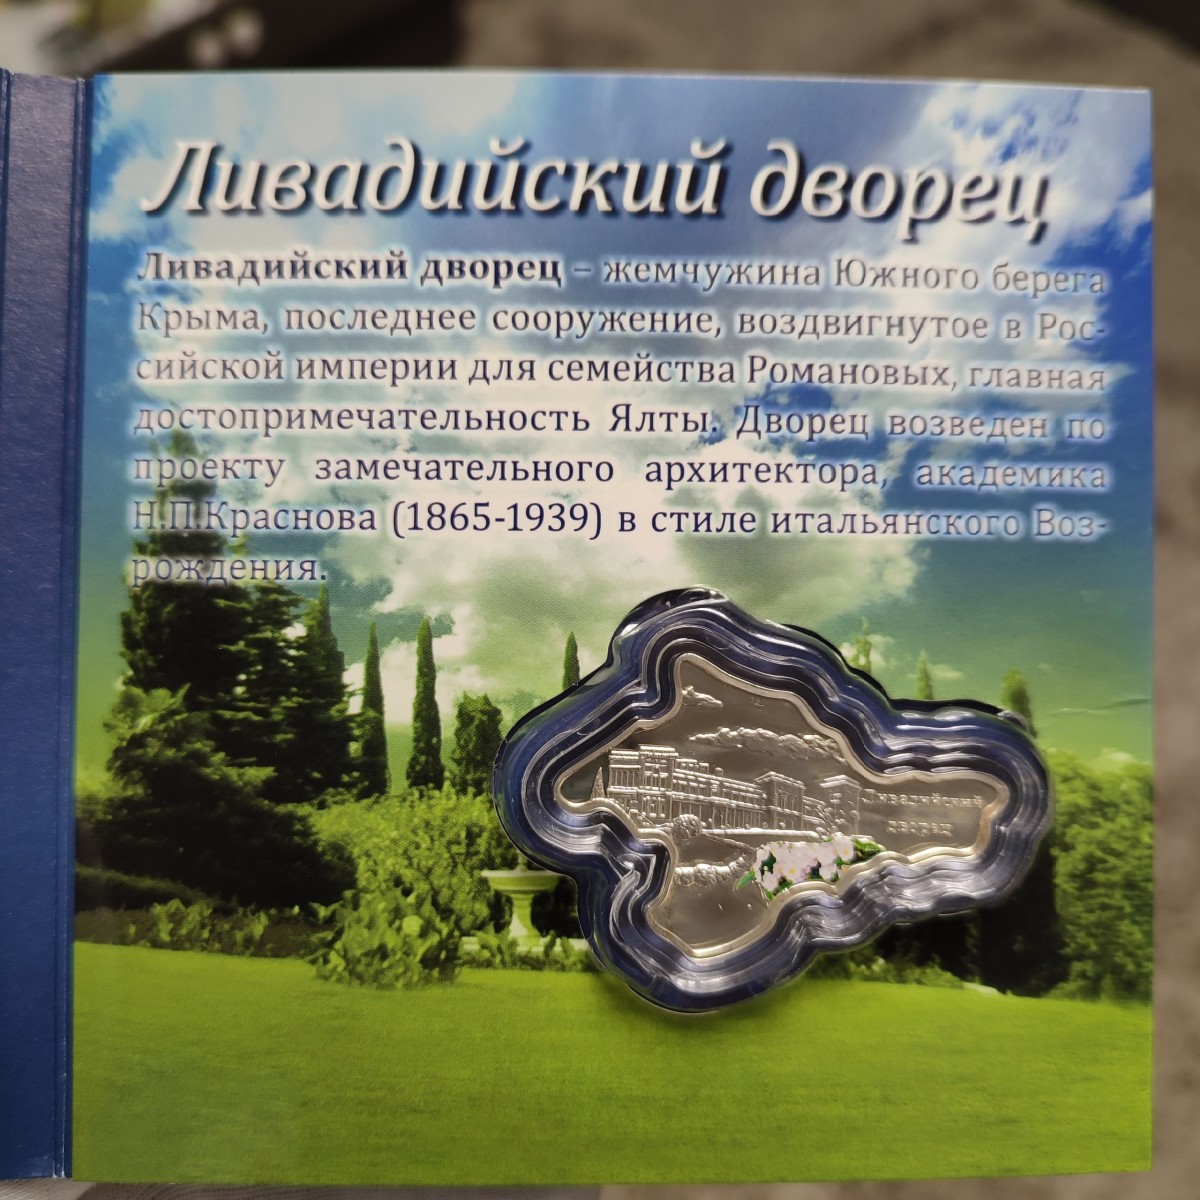 Ливадийский дворец
Ливадийский дворец – жемчужина Южного берега
Крыма, последнее сооружение, воздвигнутое в Рос-
сийской империи для семейства Романовых, главная
достопримечательность Ялты. Дворец возведен по
проекту замечательного архитектора, академика
Н.П.Краснова (1865-1939) в стиле итальянского Воз-
рождения.
Ливадийский
дворец